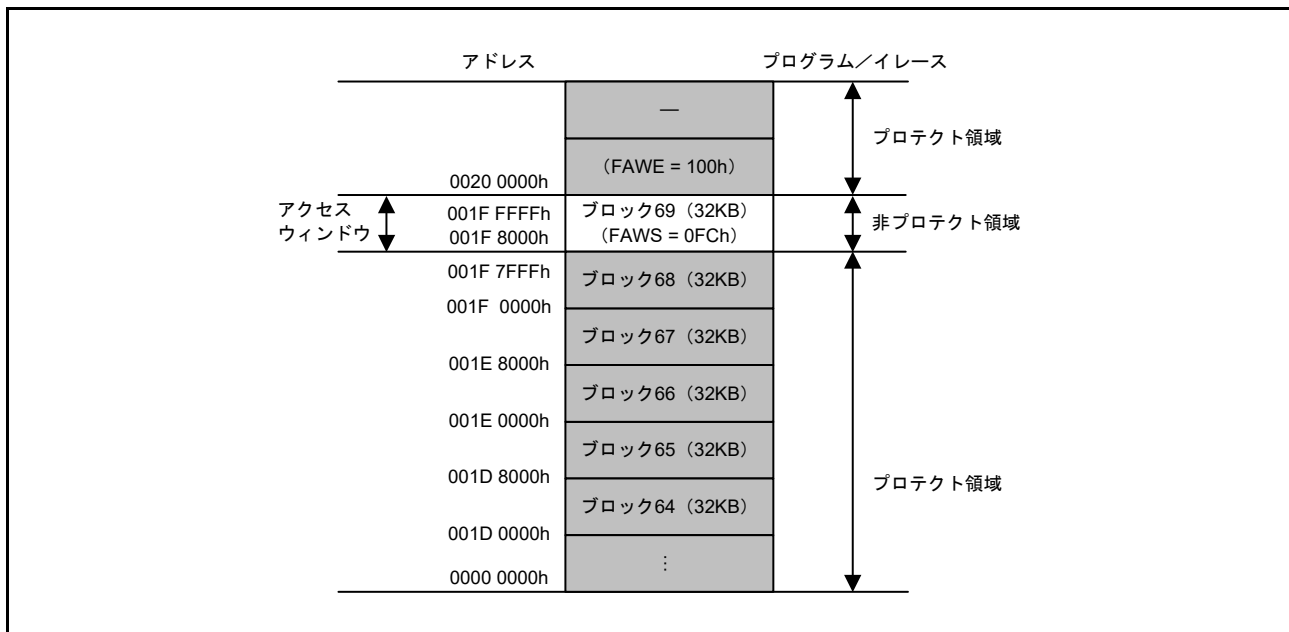 アドレス
プログラム／イレース
—
プロテクト領域
（FAWE = 100h）
0020 0000h
アクセス
ウィンドウ
001F FFFFh
ブロック69（32KB）
非プロテクト領域
001F 8000h
（FAWS = 0FCh）
001F 7FFFh
ブロック68（32KB）
001F 0000h
ブロック67（32KB）
001E 8000h
ブロック66（32KB）
001E 0000h
ブロック65（32KB）
001D 8000h
プロテクト領域
ブロック64（32KB）
001D 0000h
⋮
0000 0000h